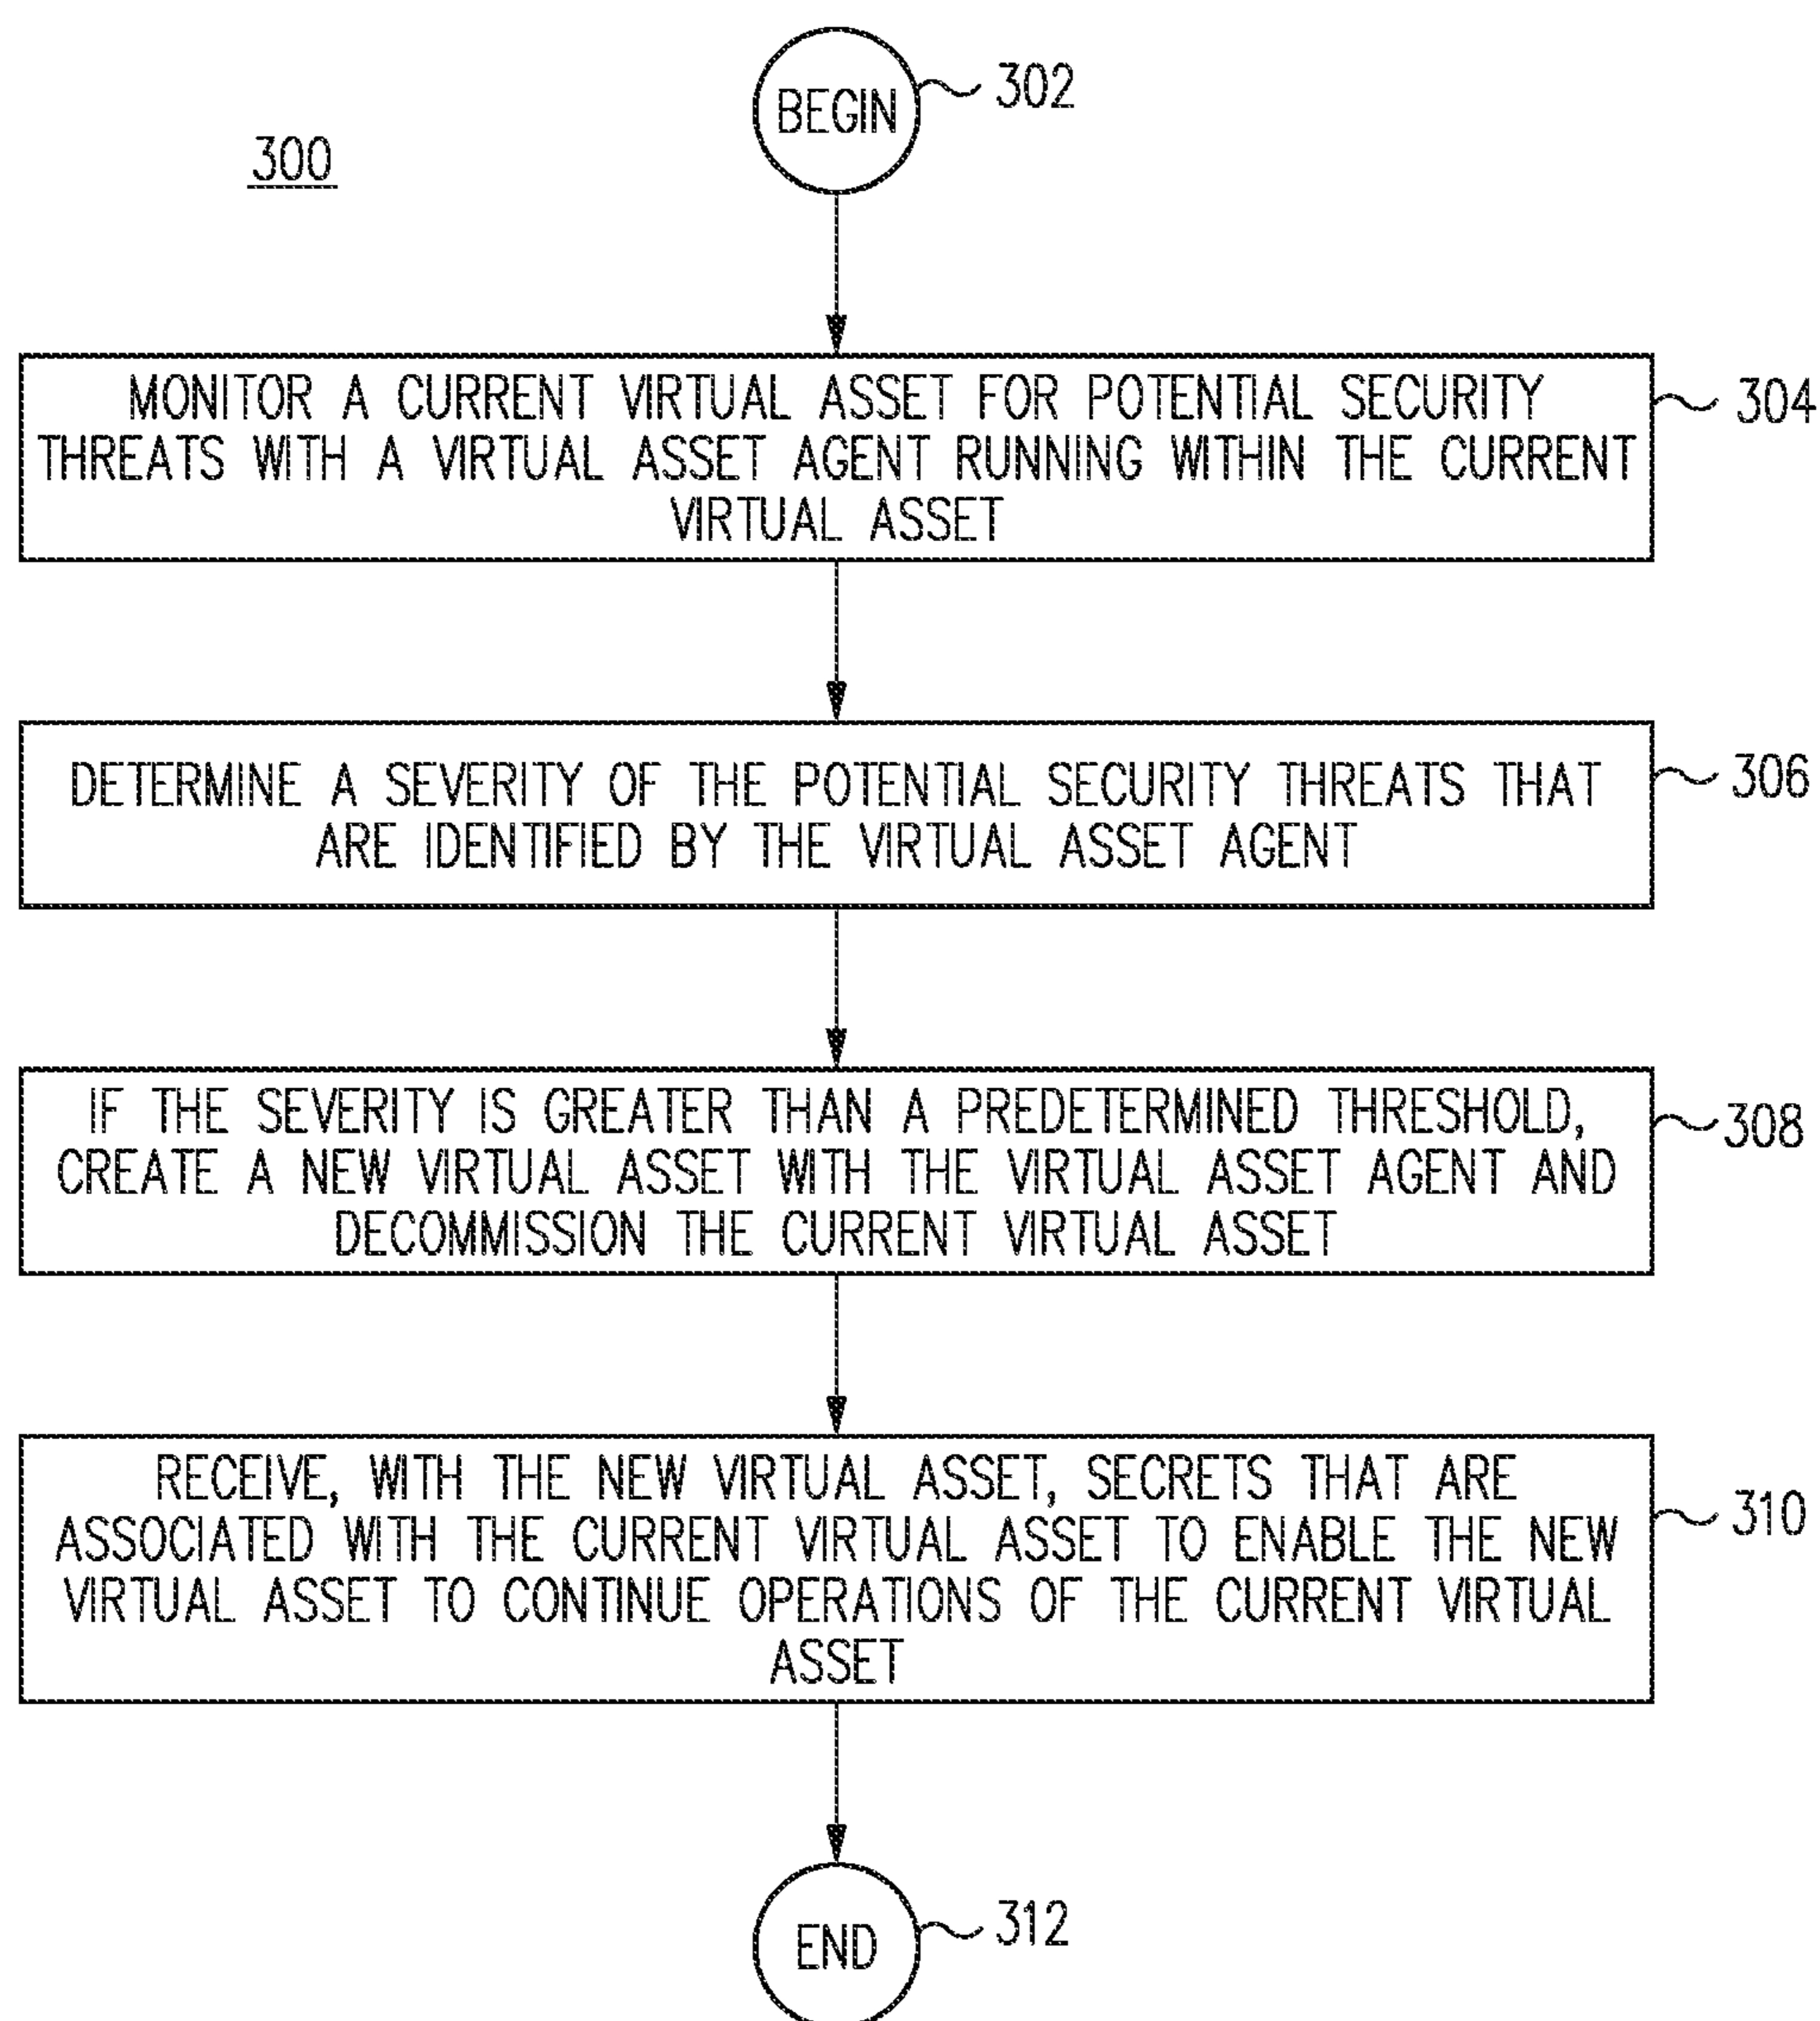 BEGIN
302
300
MONITOR A CURRENT VIRTUAL ASSET FOR POTENTIAL SECURITY
THREATS WITH A VIRTUAL ASSET AGENT RUNNING WITHIN THE CURRENT
VIRTUAL ASSET
304
DETERMINE A SEVERITY OF THE POTENTIAL SECURITY THREATS THAT
ARE IDENTIFIED BY THE VIRTUAL ASSET AGENT
306
IF THE SEVERITY IS GREATER THAN A PREDETERMINED THRESHOLD,
CREATE A NEW VIRTUAL ASSET WITH THE VIRTUAL ASSET AGENT AND
DECOMMISSION THE CURRENT VIRTUAL ASSET
308
RECEIVE, WITH THE NEW VIRTUAL ASSET, SECRETS THAT ARE
ASSOCIATED WITH THE CURRENT VIRTUAL ASSET TO ENABLE THE NEW
VIRTUAL ASSET TO CONTINUE OPERATIONS OF THE CURRENT VIRTUAL
ASSET
310
END
312